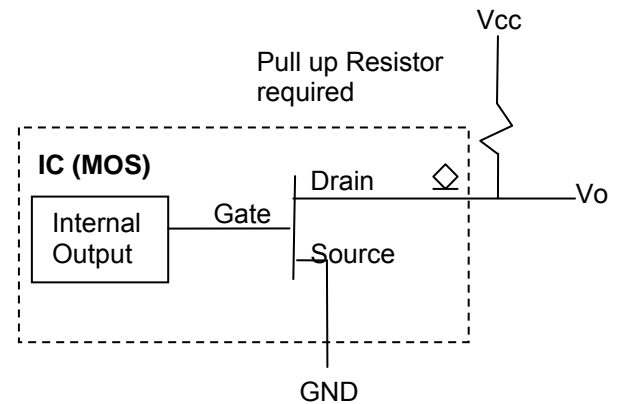 Vcc
Pull up Resistor
required
IC (MOS)
Drain
Vo
Internal
Output
Gate
Source
GND